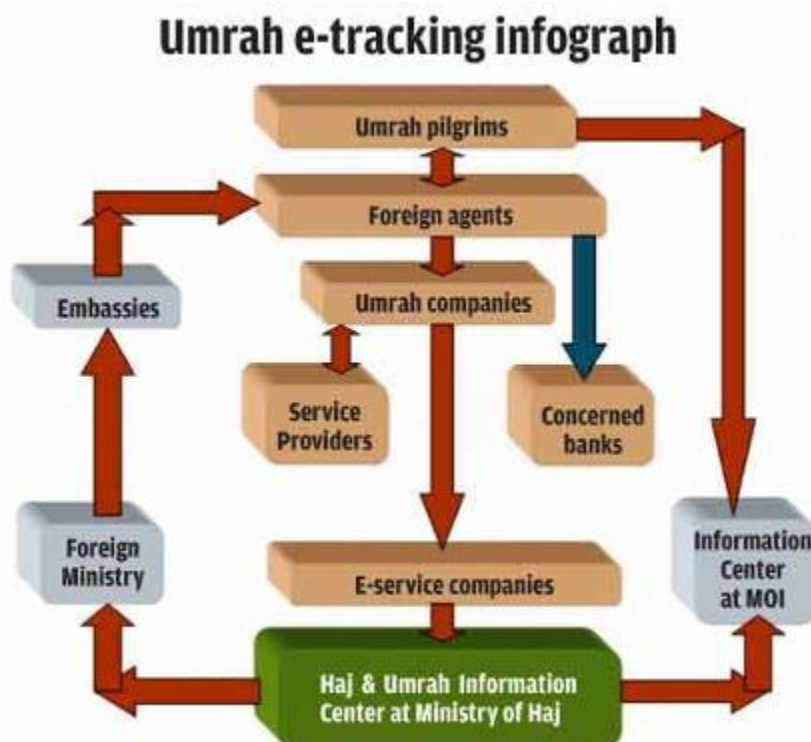 Umrah e-tracking infograph
Umrah pilgrims
Foreign agents
Embassies
Umrah companies
Service
Providers
Concerned
banks
Foreign
Ministry
Information
Center
at MOI
E-service companies
Haj & Umrah Information
Center at Ministry of Haj